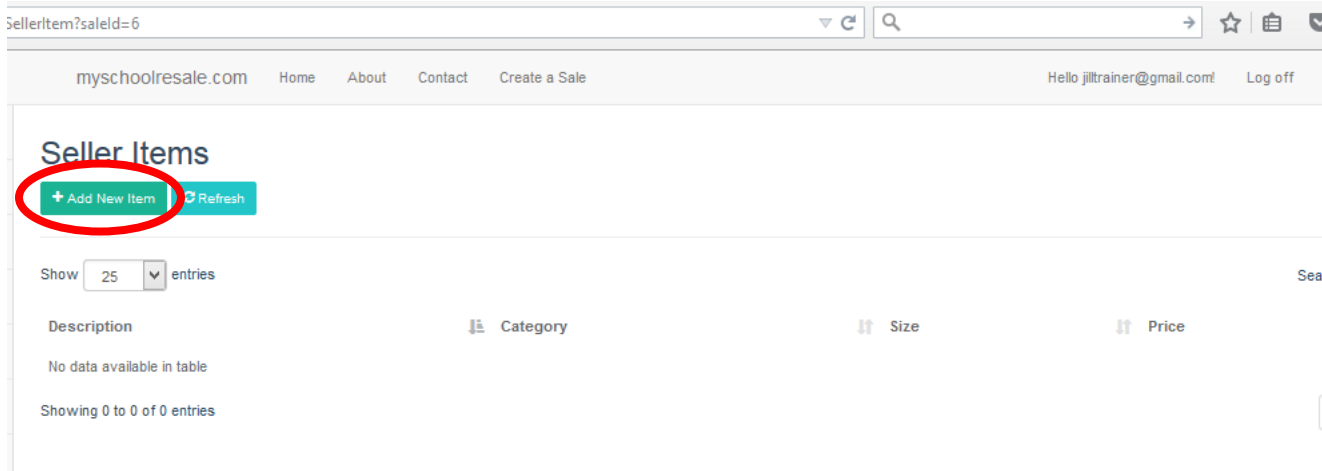 SellerItem?saleId=6
myschoolresale.com Home About Contact Create a Sale Hello jilltrainer@gmail.com! Log off
Seller Items
+ Add New Item Refresh
Show 25 entries
Description Category Size Price
No data available in table
Showing 0 to 0 of 0 entries